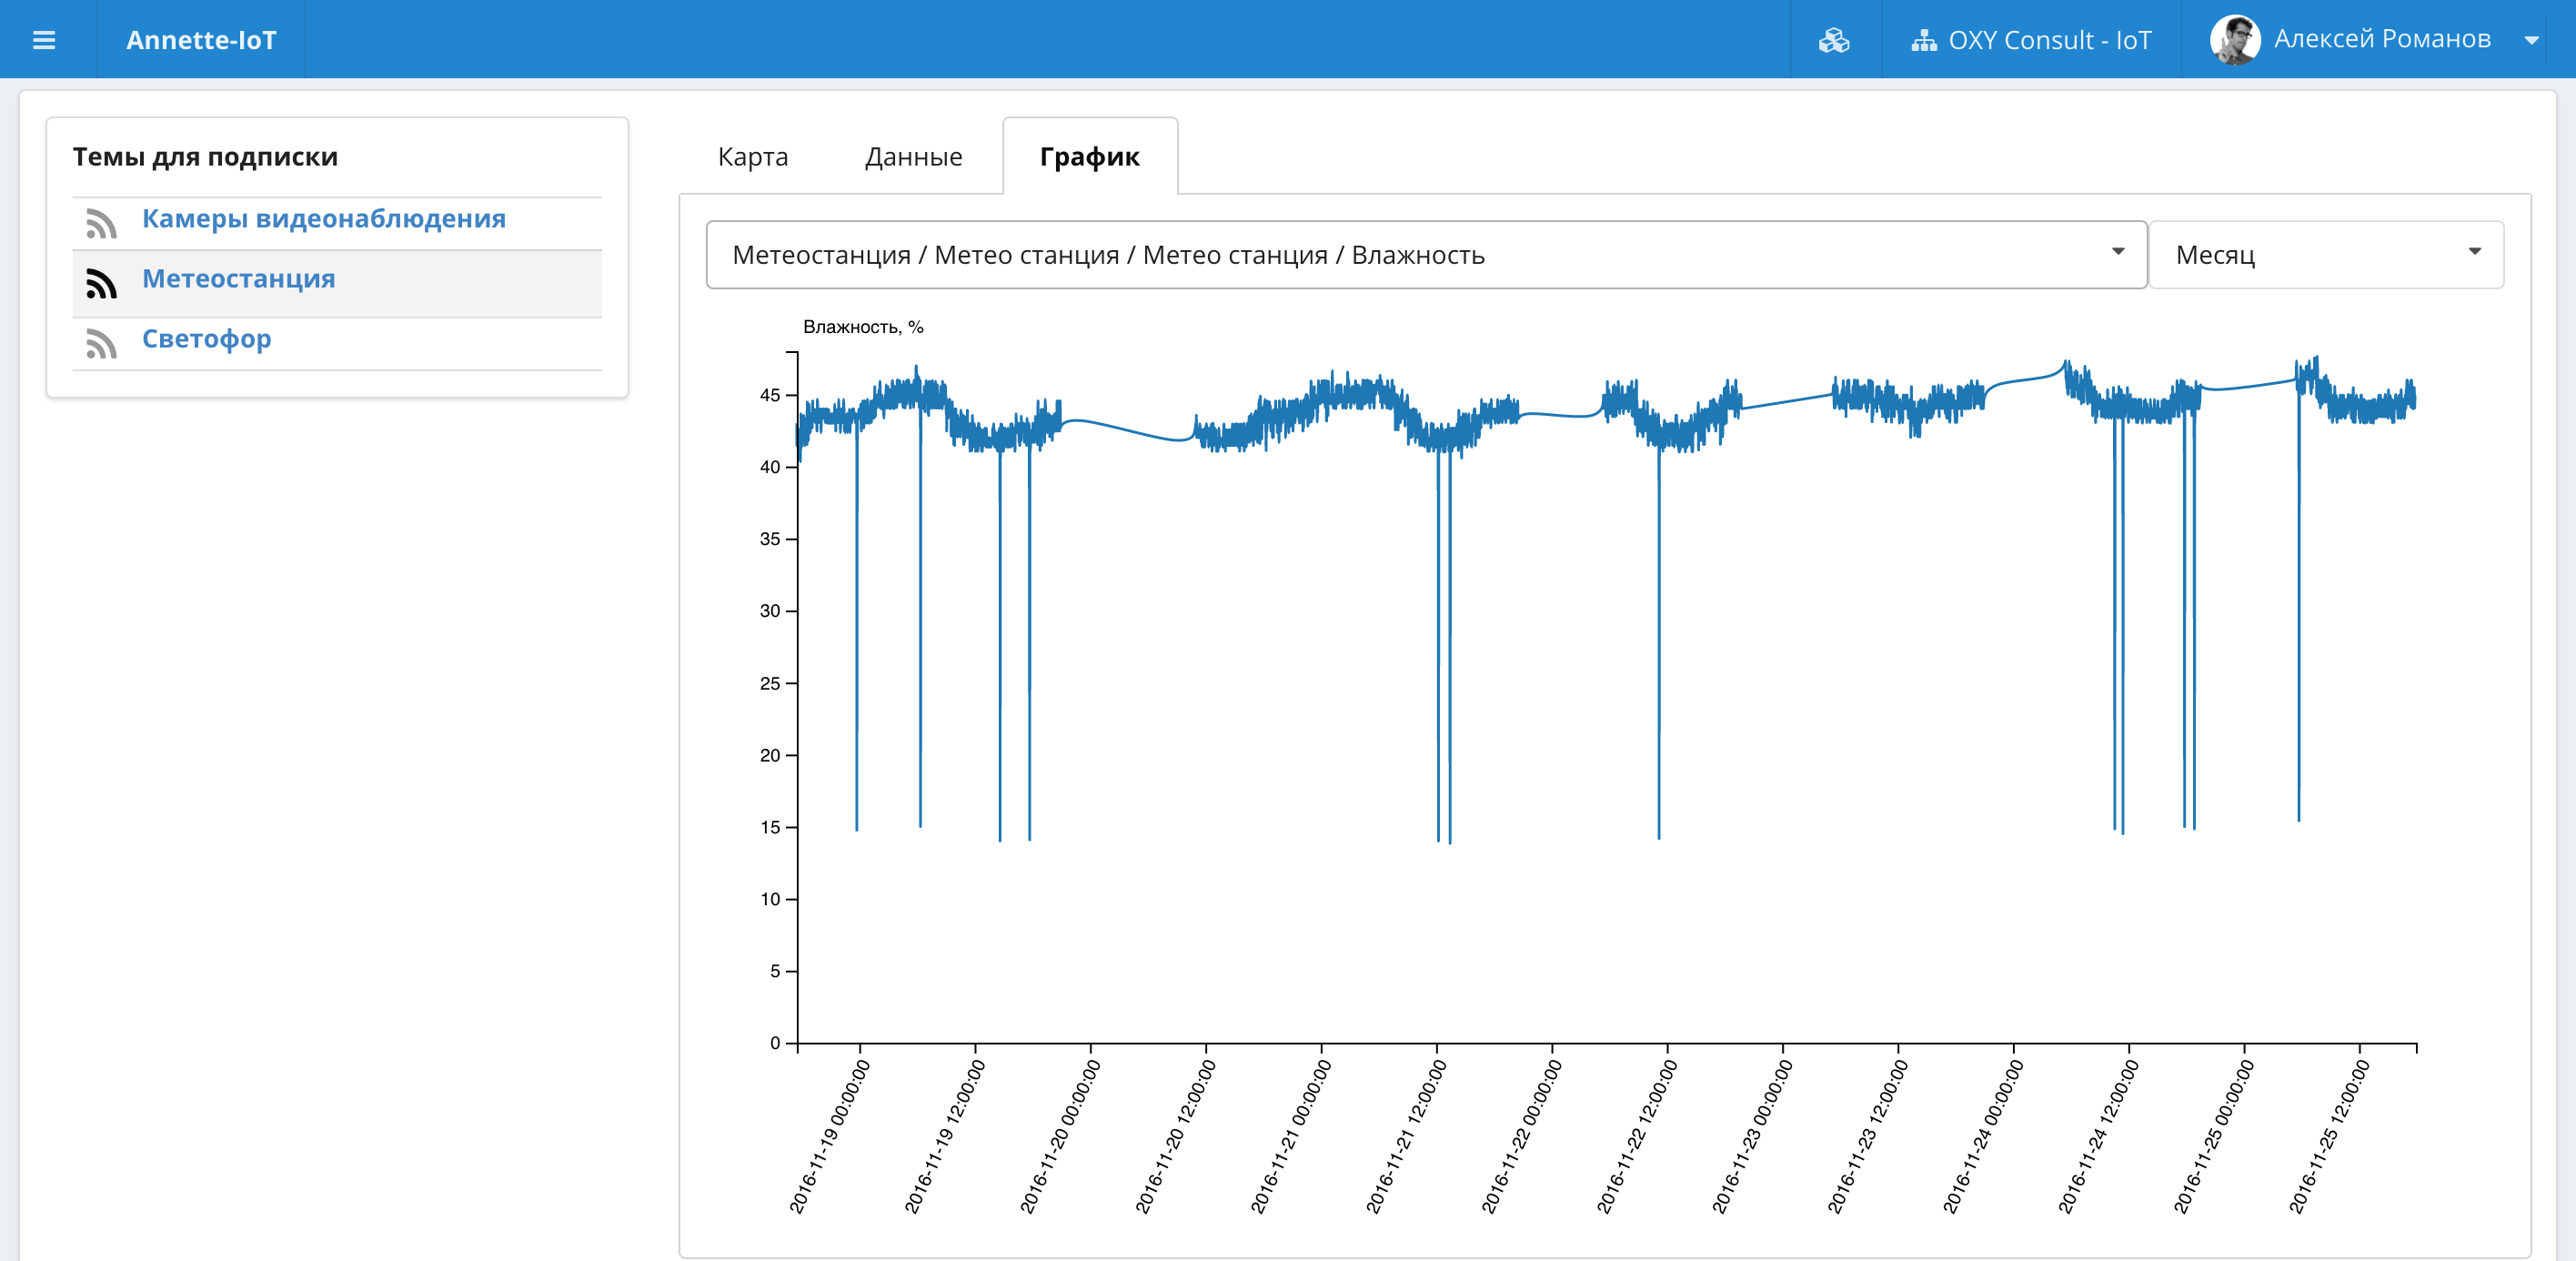 Annette-IoT
OXY Consult - IoT
Алексей Романов
Темы для подписки
Камеры видеонаблюдения
Метеостанция
Светофор
Карта
Данные
График
Метеостанция / Метео станция / Метео станция / Влажность
Месяц
Влажность, %
45
40
35
30
25
20
15
10
5
0
2016-11-19 00:00:00
2016-11-19 12:00:00
2016-11-20 00:00:00
2016-11-20 12:00:00
2016-11-21 00:00:00
2016-11-21 12:00:00
2016-11-22 00:00:00
2016-11-22 12:00:00
2016-11-23 00:00:00
2016-11-23 12:00:00
2016-11-24 00:00:00
2016-11-24 12:00:00
2016-11-25 00:00:00
2016-11-25 12:00:00